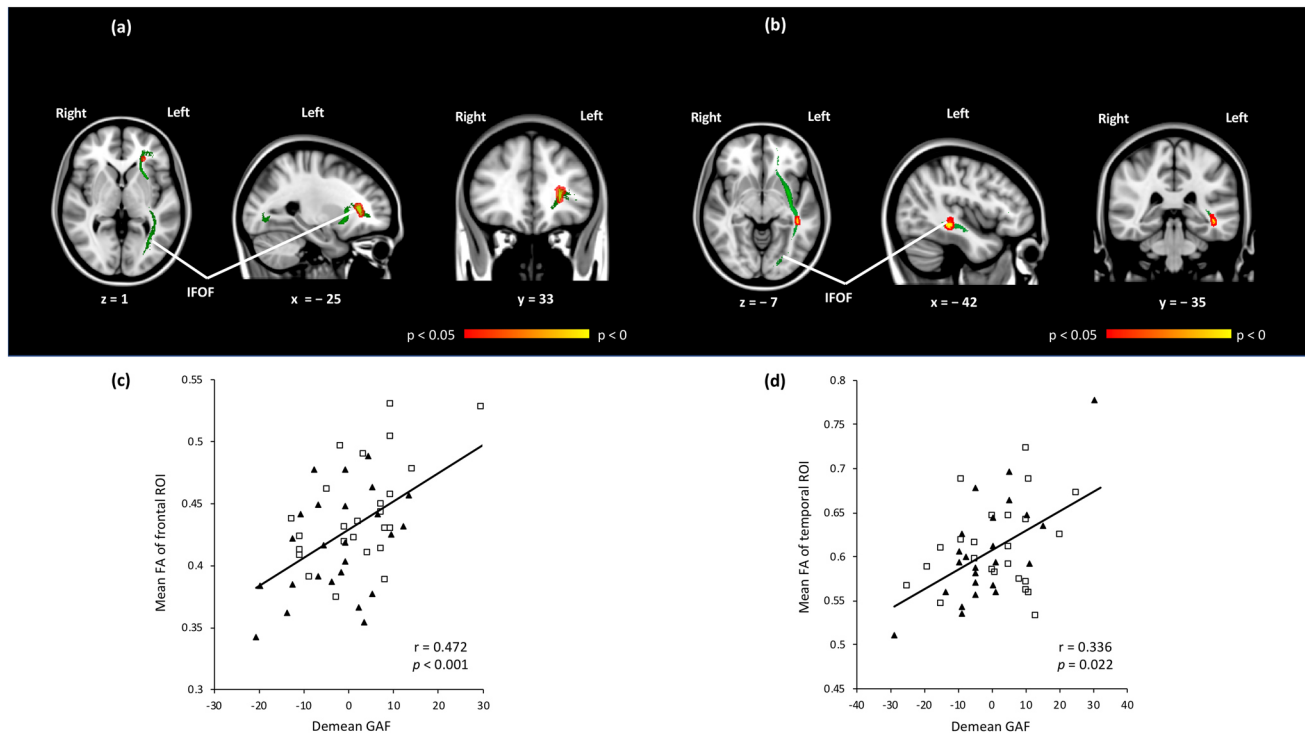 (a)
Right
Left
Left
Right
Left
IFOF
z = 1
x = – 25
y = 33
p < 0.05
p < 0
(b)
Right
Left
Left
Right
Left
IFOF
z = – 7
x = – 42
y = – 35
p < 0.05
p < 0
(c)
Mean FA of frontal ROI
0.55
0.5
0.45
0.4
0.35
0.3
r = 0.472
p < 0.001
-30 -20 -10 0 10 20 30
Demean GAF
(d)
Mean FA of temporal ROI
0.8
0.75
0.7
0.65
0.6
0.55
0.5
0.45
r = 0.336
p = 0.022
-40 -30 -20 -10 0 10 20 30 40
Demean GAF